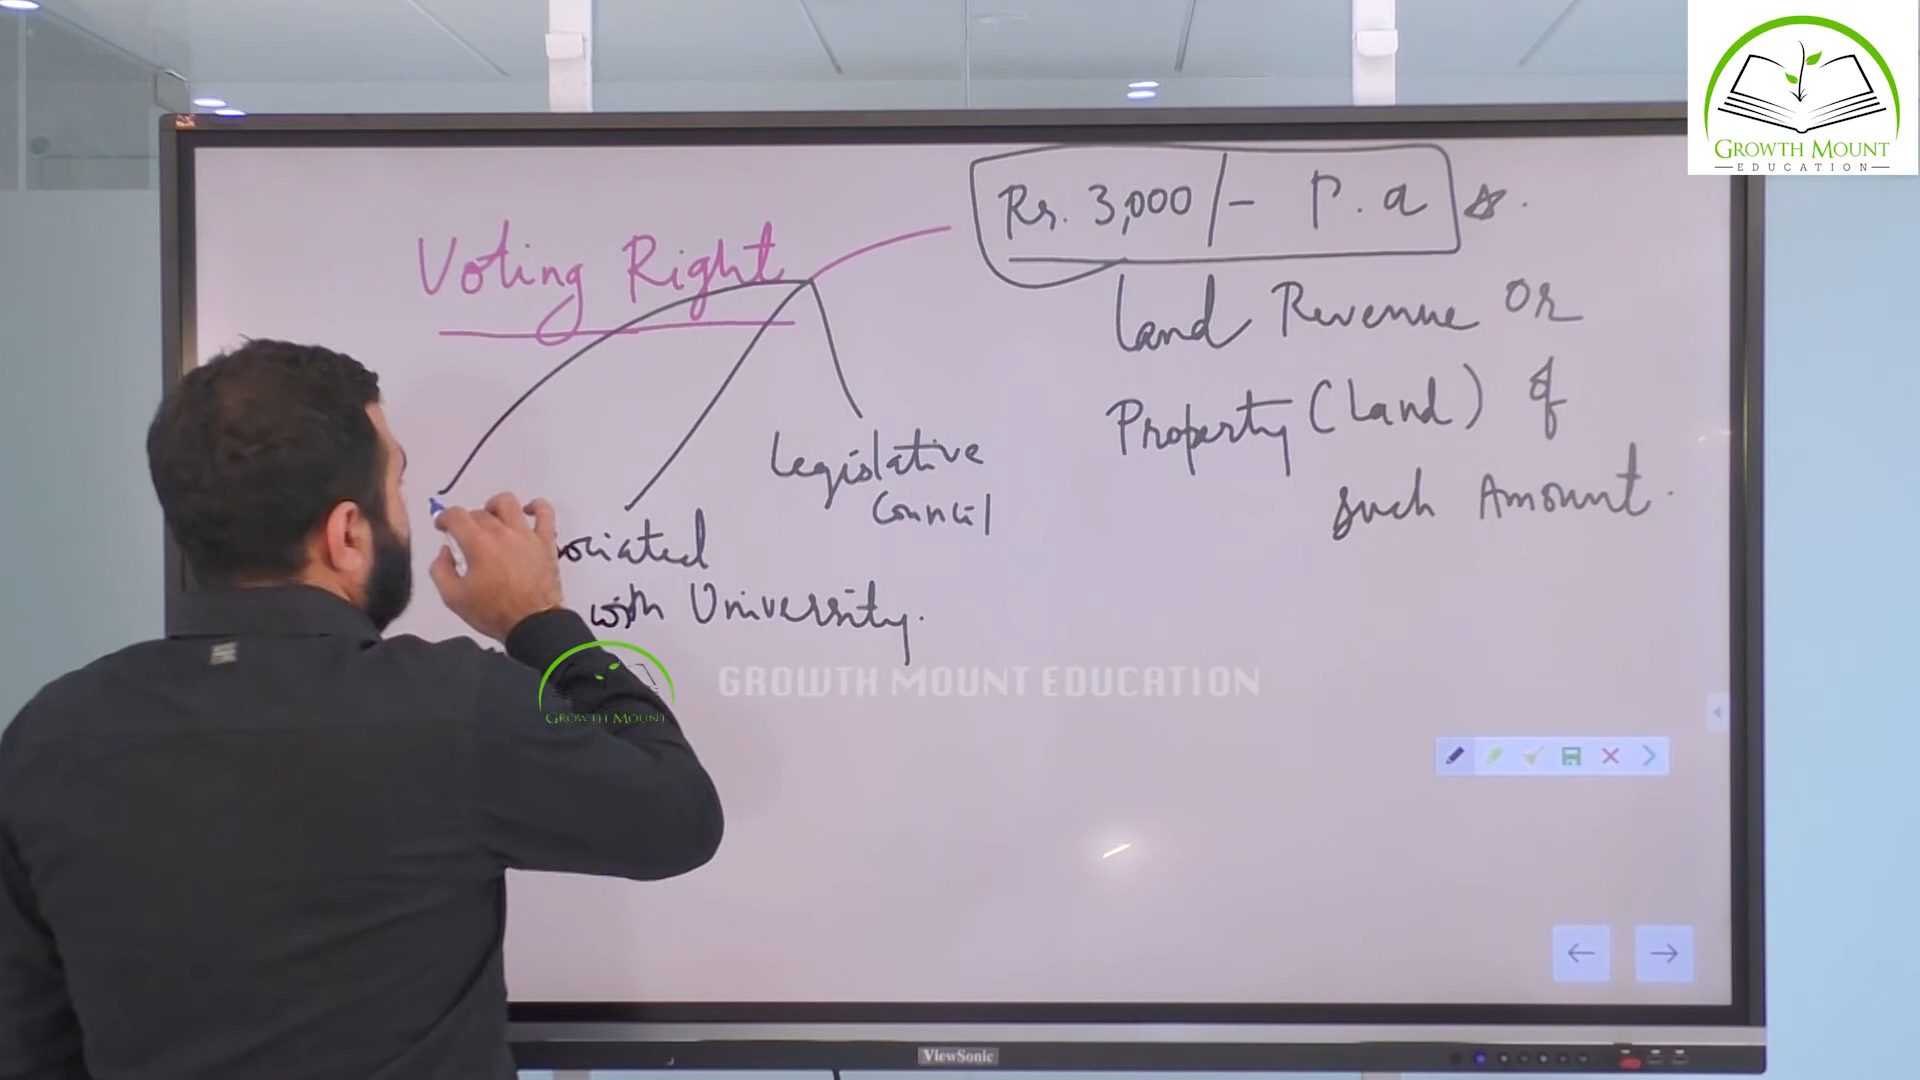 GROWTH MOUNT
EDUCATION
Rs. 3,000/- P.a
Voting Right
Land Revenue or
Property (Land) of
such Amount.
Legislative
Council
sociated
with University.
GROWTH MOUNT
GROWTH MOUNT EDUCATION
ViewSonic